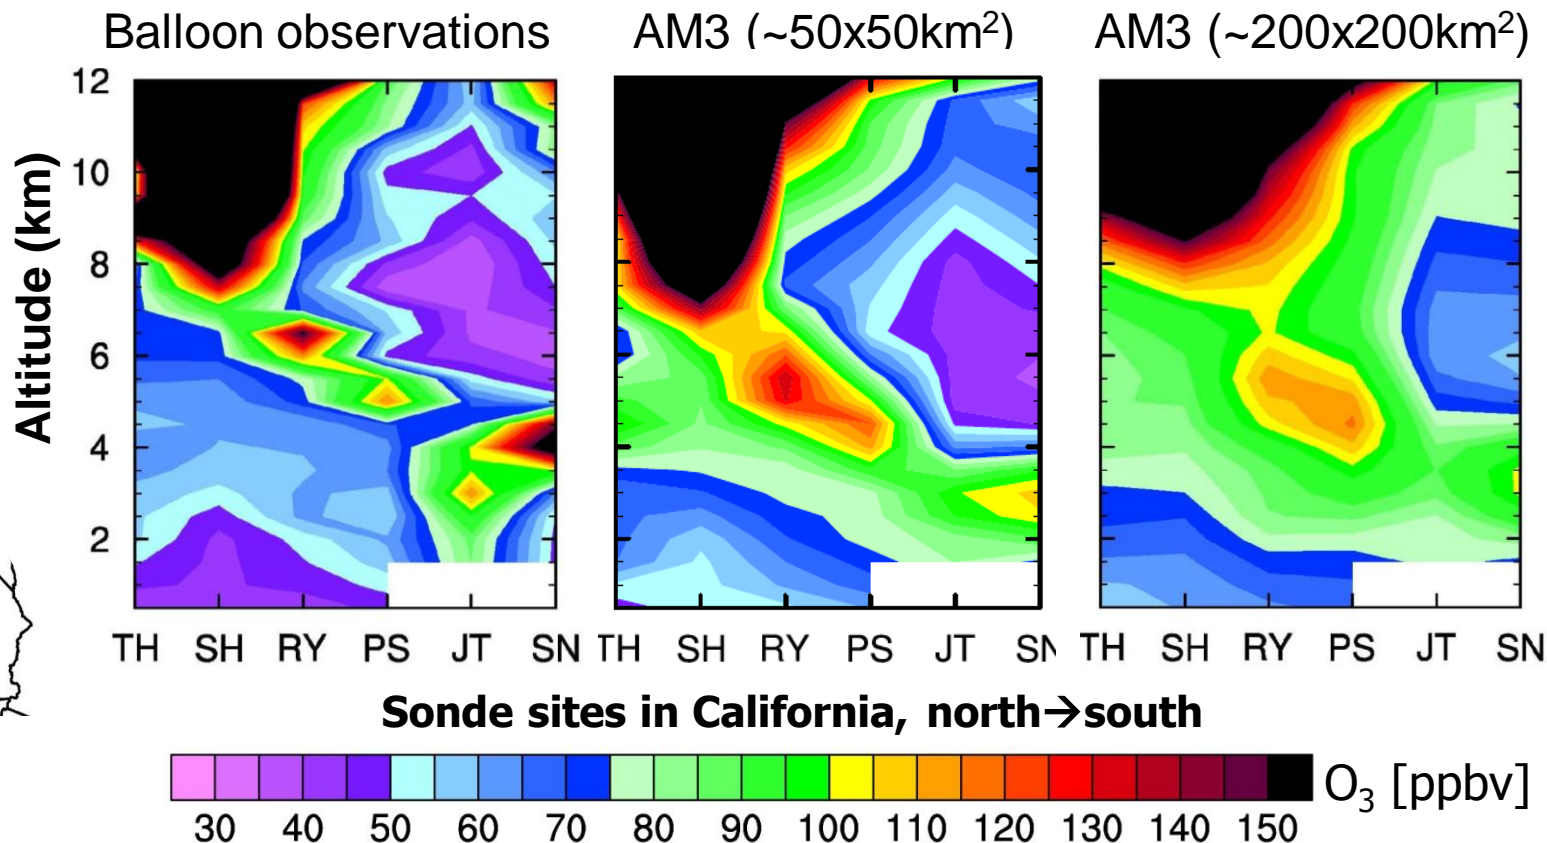 Balloon observations AM3 (~50x50km²) AM3 (~200x200km²)
Altitude (km)
12
10
8
6
4
2
TH SH RY PS JT SN TH SH RY PS JT SN TH SH RY PS JT SN
Sonde sites in California, north→south
O₃ [ppbv]
30 40 50 60 70 80 90 100 110 120 130 140 150